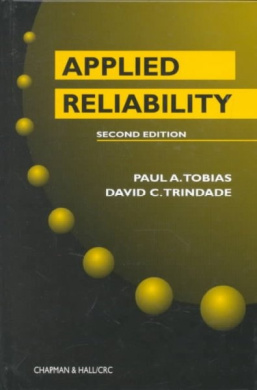 APPLIED
RELIABILITY
SECOND EDITION
PAUL A. TOBIAS
DAVID C. TRINDADE
CHAPMAN & HALL/CRC